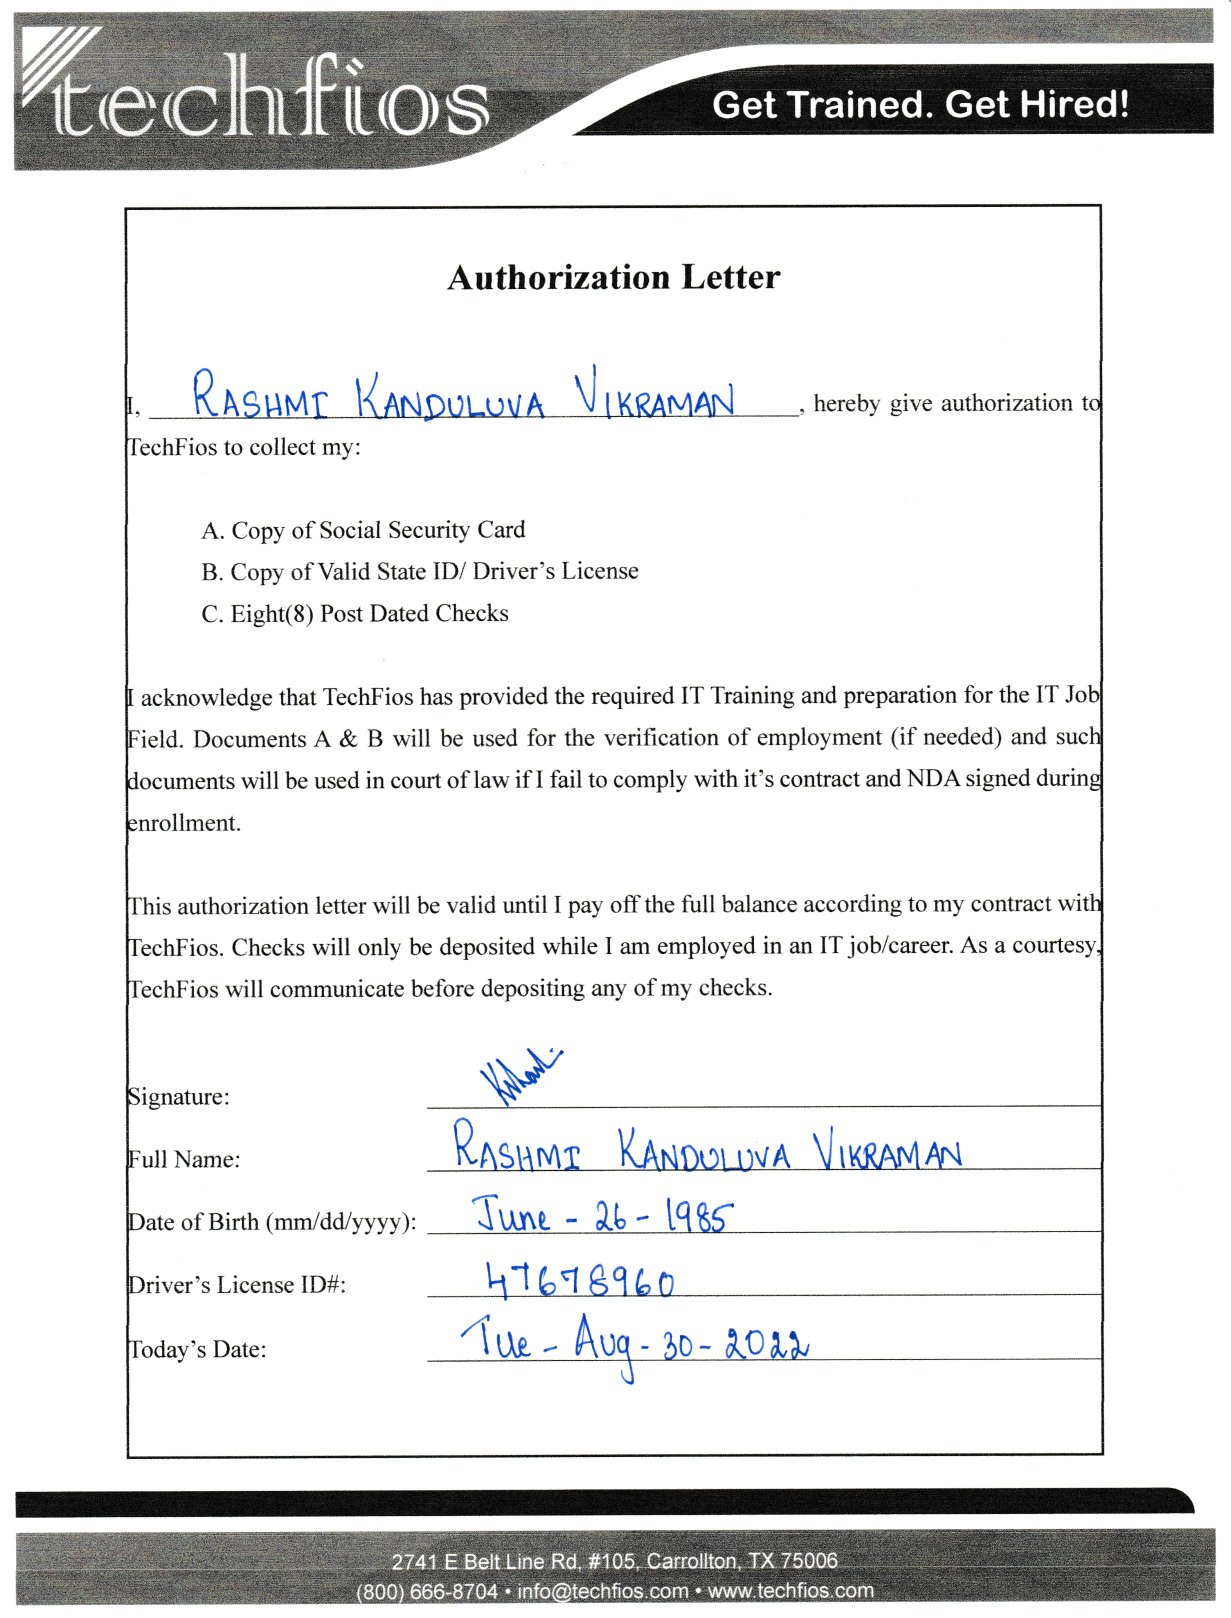 techfios
Get Trained. Get Hired!
Authorization Letter
I, RASHMI KANDULUVA VIKRAMAN, hereby give authorization to
TechFios to collect my:
A. Copy of Social Security Card
B. Copy of Valid State ID/ Driver's License
C. Eight(8) Post Dated Checks
I acknowledge that TechFios has provided the required IT Training and preparation for the IT Job
Field. Documents A & B will be used for the verification of employment (if needed) and such
documents will be used in court of law if I fail to comply with it's contract and NDA signed during
enrollment.
This authorization letter will be valid until I pay off the full balance according to my contract with
TechFios. Checks will only be deposited while I am employed in an IT job/career. As a courtesy,
TechFios will communicate before depositing any of my checks.
Signature:
Full Name: RASHMI KANDULUVA VIKRAMAN
Date of Birth (mm/dd/yyyy): June - 26 - 1985
Driver's License ID#: 47678960
Today's Date: Tue - Aug - 30 - 2022
2741 E Belt Line Rd, #105, Carrollton, TX 75006
(800) 666-8704 • info@techfios.com • www.techfios.com